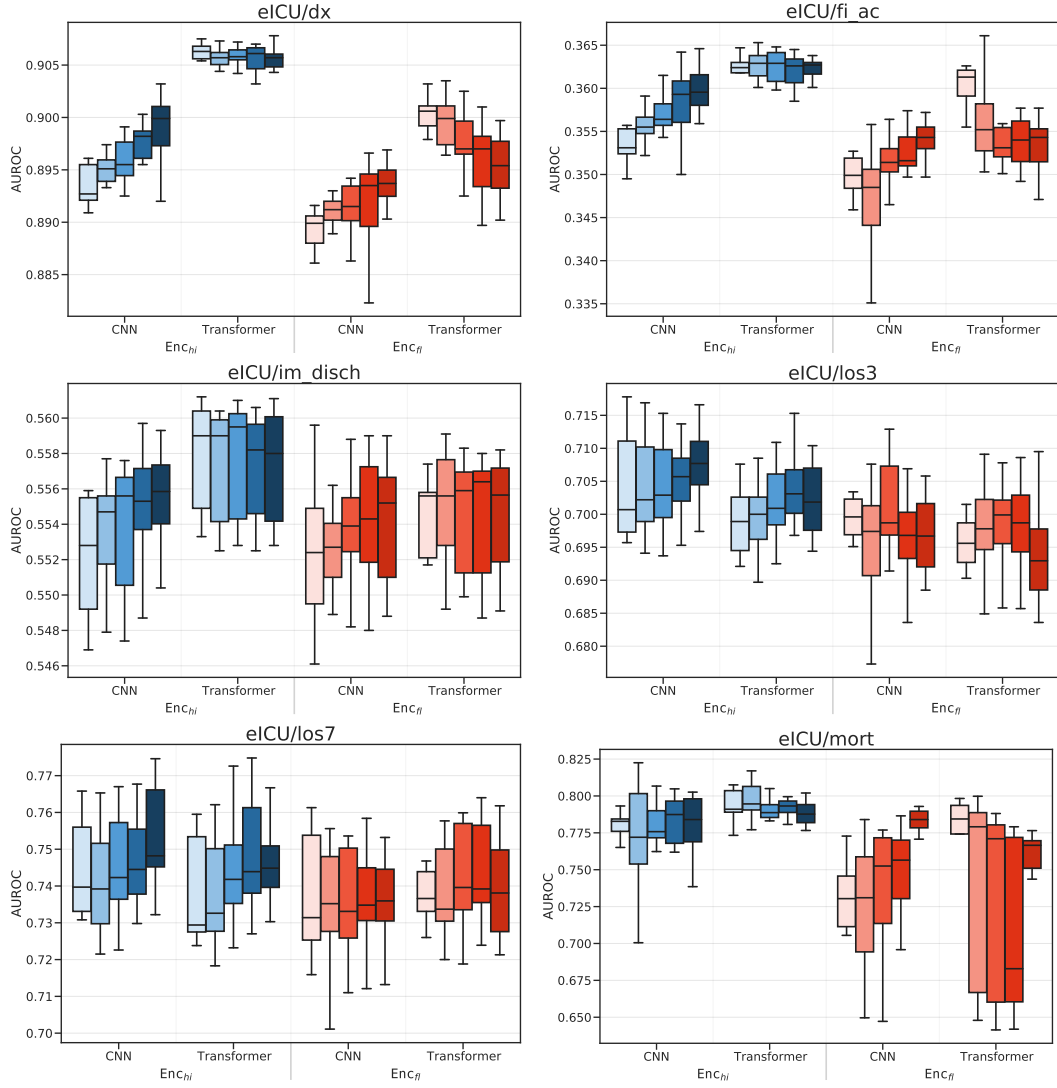 eICU/dx
AUROC
0.905
0.900
0.895
0.890
0.885
CNN Transformer CNN Transformer
Enc_hi Enc_fl
eICU/fi_ac
AUROC
0.365
0.360
0.355
0.350
0.345
0.340
0.335
CNN Transformer CNN Transformer
Enc_hi Enc_fl
eICU/im_disch
AUROC
0.560
0.558
0.556
0.554
0.552
0.550
0.548
0.546
CNN Transformer CNN Transformer
Enc_hi Enc_fl
eICU/los3
AUROC
0.715
0.710
0.705
0.700
0.695
0.690
0.685
0.680
CNN Transformer CNN Transformer
Enc_hi Enc_fl
eICU/los7
AUROC
0.77
0.76
0.75
0.74
0.73
0.72
0.71
0.70
CNN Transformer CNN Transformer
Enc_hi Enc_fl
eICU/mort
AUROC
0.825
0.800
0.775
0.750
0.725
0.700
0.675
0.650
CNN Transformer CNN Transformer
Enc_hi Enc_fl